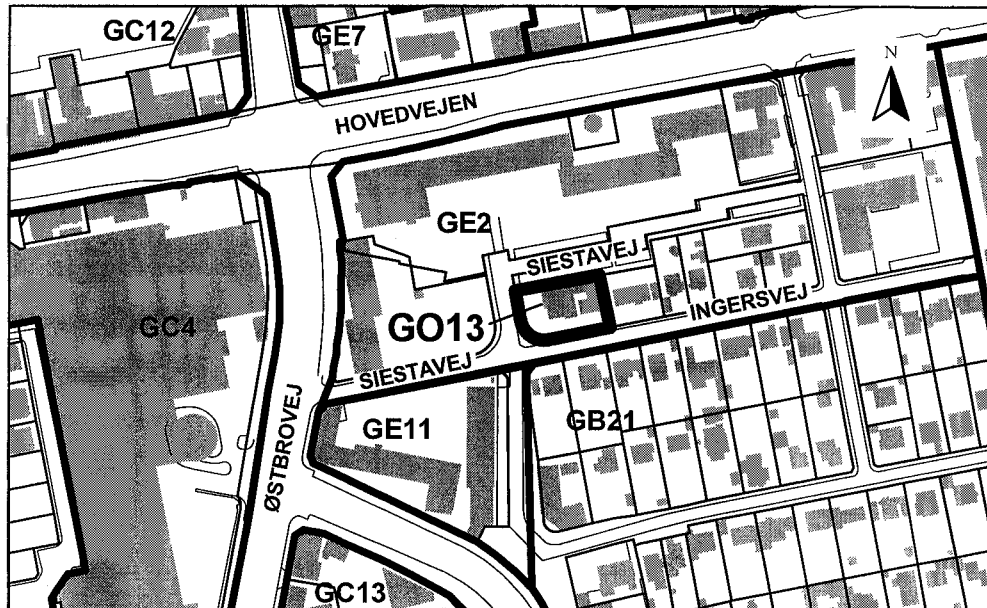 GC12
GE7
N
HOVEDVEJEN
GE2
SIESTAVEJ
GC4
GO13
INGERSVEJ
SIESTAVEJ
GE11
GB21
ØSTBROVEJ
GC13